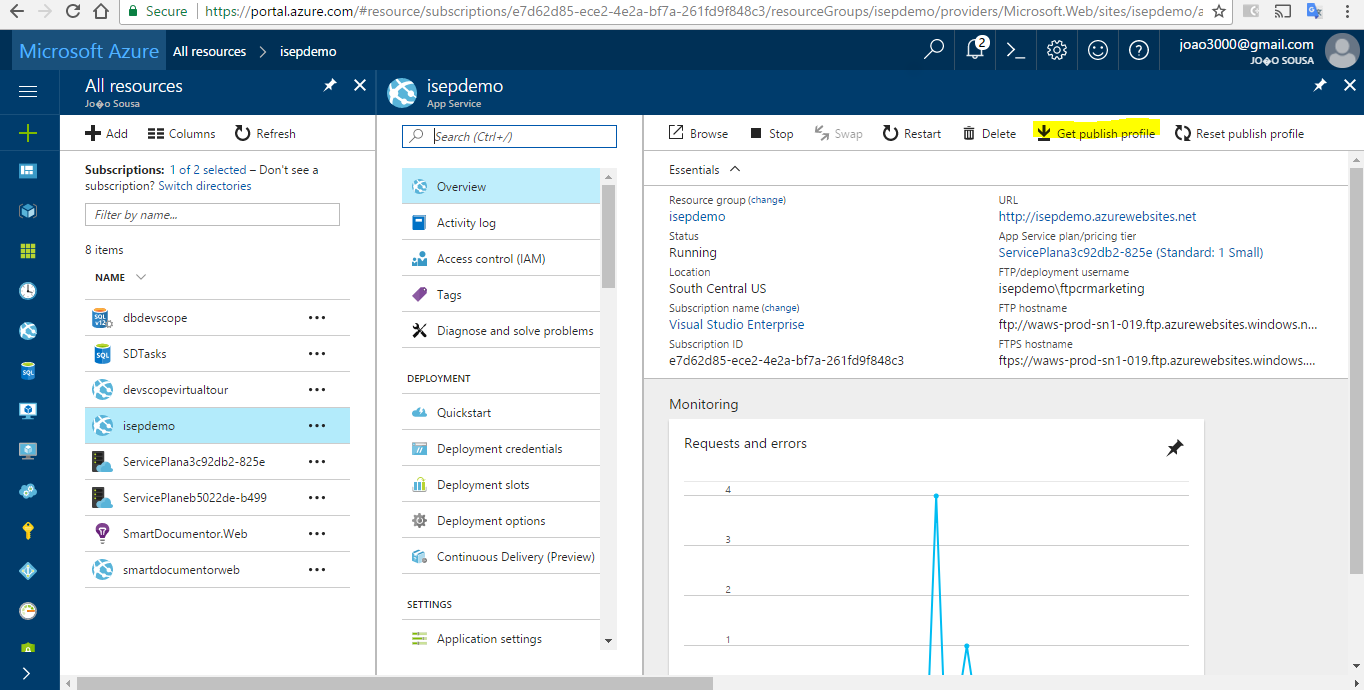 Secure
https://portal.azure.com/#resource/subscriptions/e7d62d85-ece2-4e2a-bf7a-261fd9f848c3/resourceGroups/isepdemo/providers/Microsoft.Web/sites/isepdemo/a
Microsoft Azure All resources > isepdemo
2
joao3000@gmail.com
JO�O SOUSA
All resources
Jo�o Sousa
Add Columns Refresh
Subscriptions: 1 of 2 selected – Don't see a
subscription? Switch directories
Filter by name...
8 items
NAME
dbdevscope
SDTasks
devscopevirtualtour
isepdemo
ServicePlana3c92db2-825e
ServicePlaneb5022de-b499
SmartDocumentor.Web
smartdocumentorweb
isepdemo
App Service
Search (Ctrl+/)
Overview
Activity log
Access control (IAM)
Tags
Diagnose and solve problems
DEPLOYMENT
Quickstart
Deployment credentials
Deployment slots
Deployment options
Continuous Delivery (Preview)
SETTINGS
Application settings
Browse Stop Swap Restart Delete Get publish profile Reset publish profile
Essentials
Resource group (change)
isepdemo
Status
Running
Location
South Central US
Subscription name (change)
Visual Studio Enterprise
Subscription ID
e7d62d85-ece2-4e2a-bf7a-261fd9f848c3
URL
http://isepdemo.azurewebsites.net
App Service plan/pricing tier
ServicePlana3c92db2-825e (Standard: 1 Small)
FTP/deployment username
isepdemo\ftpcrmarketing
FTP hostname
ftp://waws-prod-sn1-019.ftp.azurewebsites.windows.n...
FTPS hostname
ftps://waws-prod-sn1-019.ftp.azurewebsites.windows....
Monitoring
Requests and errors
4
3
2
1